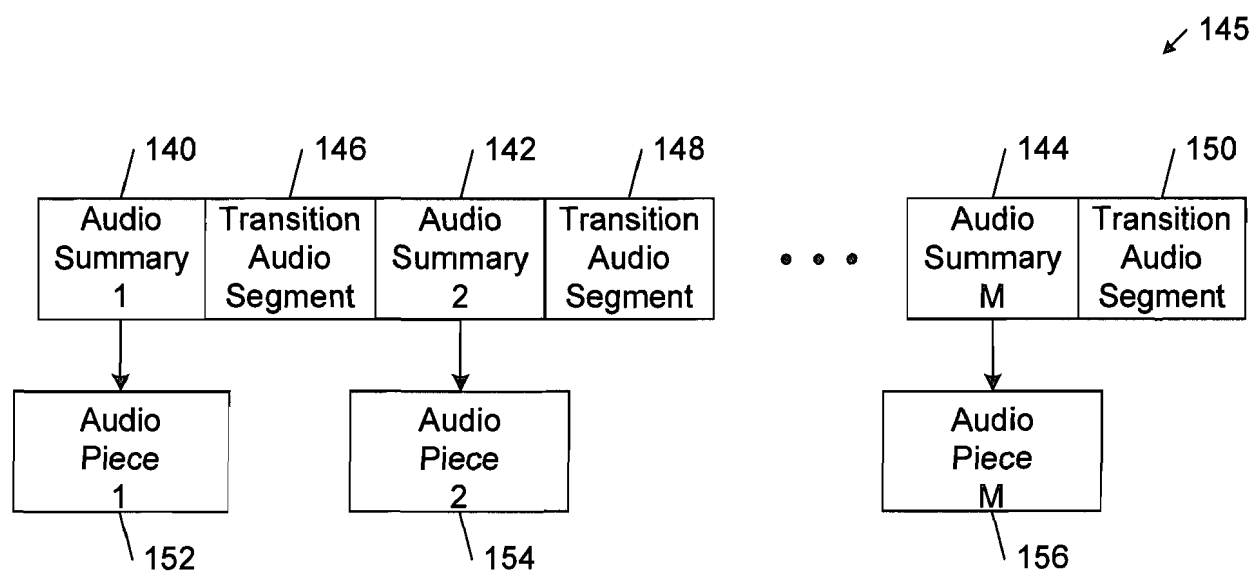 145
140
146
142
148
144
150
Audio
Summary
1
Transition
Audio
Segment
Audio
Summary
2
Transition
Audio
Segment
Audio
Summary
M
Transition
Audio
Segment
Audio
Piece
1
Audio
Piece
2
Audio
Piece
M
152
154
156